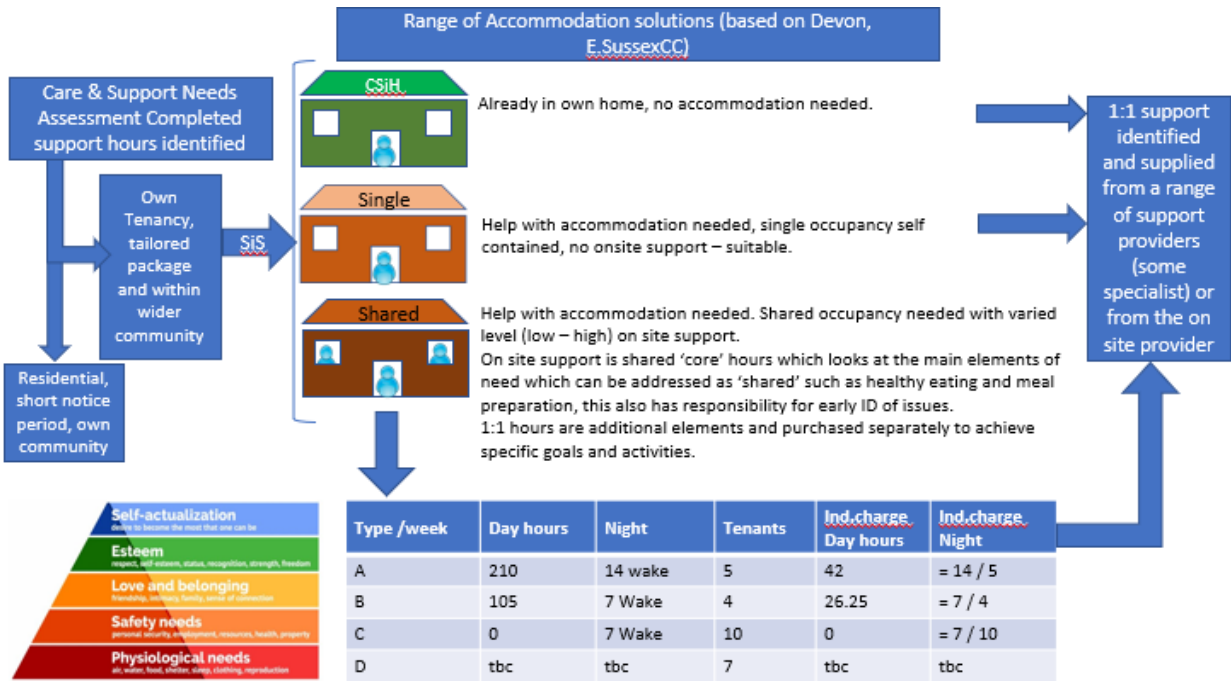 Range of Accommodation solutions (based on Devon,
E.SussexCC)
Care & Support Needs
Assessment Completed
support hours identified
Own
Tenancy,
tailored
package
and within
wider
community
SiS
Residential,
short notice
period, own
community
CSiH
Already in own home, no accommodation needed.
Single
Help with accommodation needed, single occupancy self
contained, no onsite support – suitable.
Shared
Help with accommodation needed. Shared occupancy needed with varied
level (low – high) on site support.
On site support is shared ‘core’ hours which looks at the main elements of
need which can be addressed as ‘shared’ such as healthy eating and meal
preparation, this also has responsibility for early ID of issues.
1:1 hours are additional elements and purchased separately to achieve
specific goals and activities.
1:1 support
identified
and supplied
from a range
of support
providers
(some
specialist) or
from the on
site provider
Self-actualization
desire to become the most that one can be
Esteem
respect, self-esteem, status, recognition, strength, freedom
Love and belonging
friendship, intimacy, family, sense of connection
Safety needs
personal security, employment, resources, health, property
Physiological needs
air, water, food, shelter, sleep, clothing, reproduction
Type /week Day hours Night Tenants Ind.charge Day hours Ind.charge Night
A 210 14 wake 5 42 = 14 / 5
B 105 7 Wake 4 26.25 = 7 / 4
C 0 7 Wake 10 0 = 7 / 10
D tbc tbc 7 tbc tbc